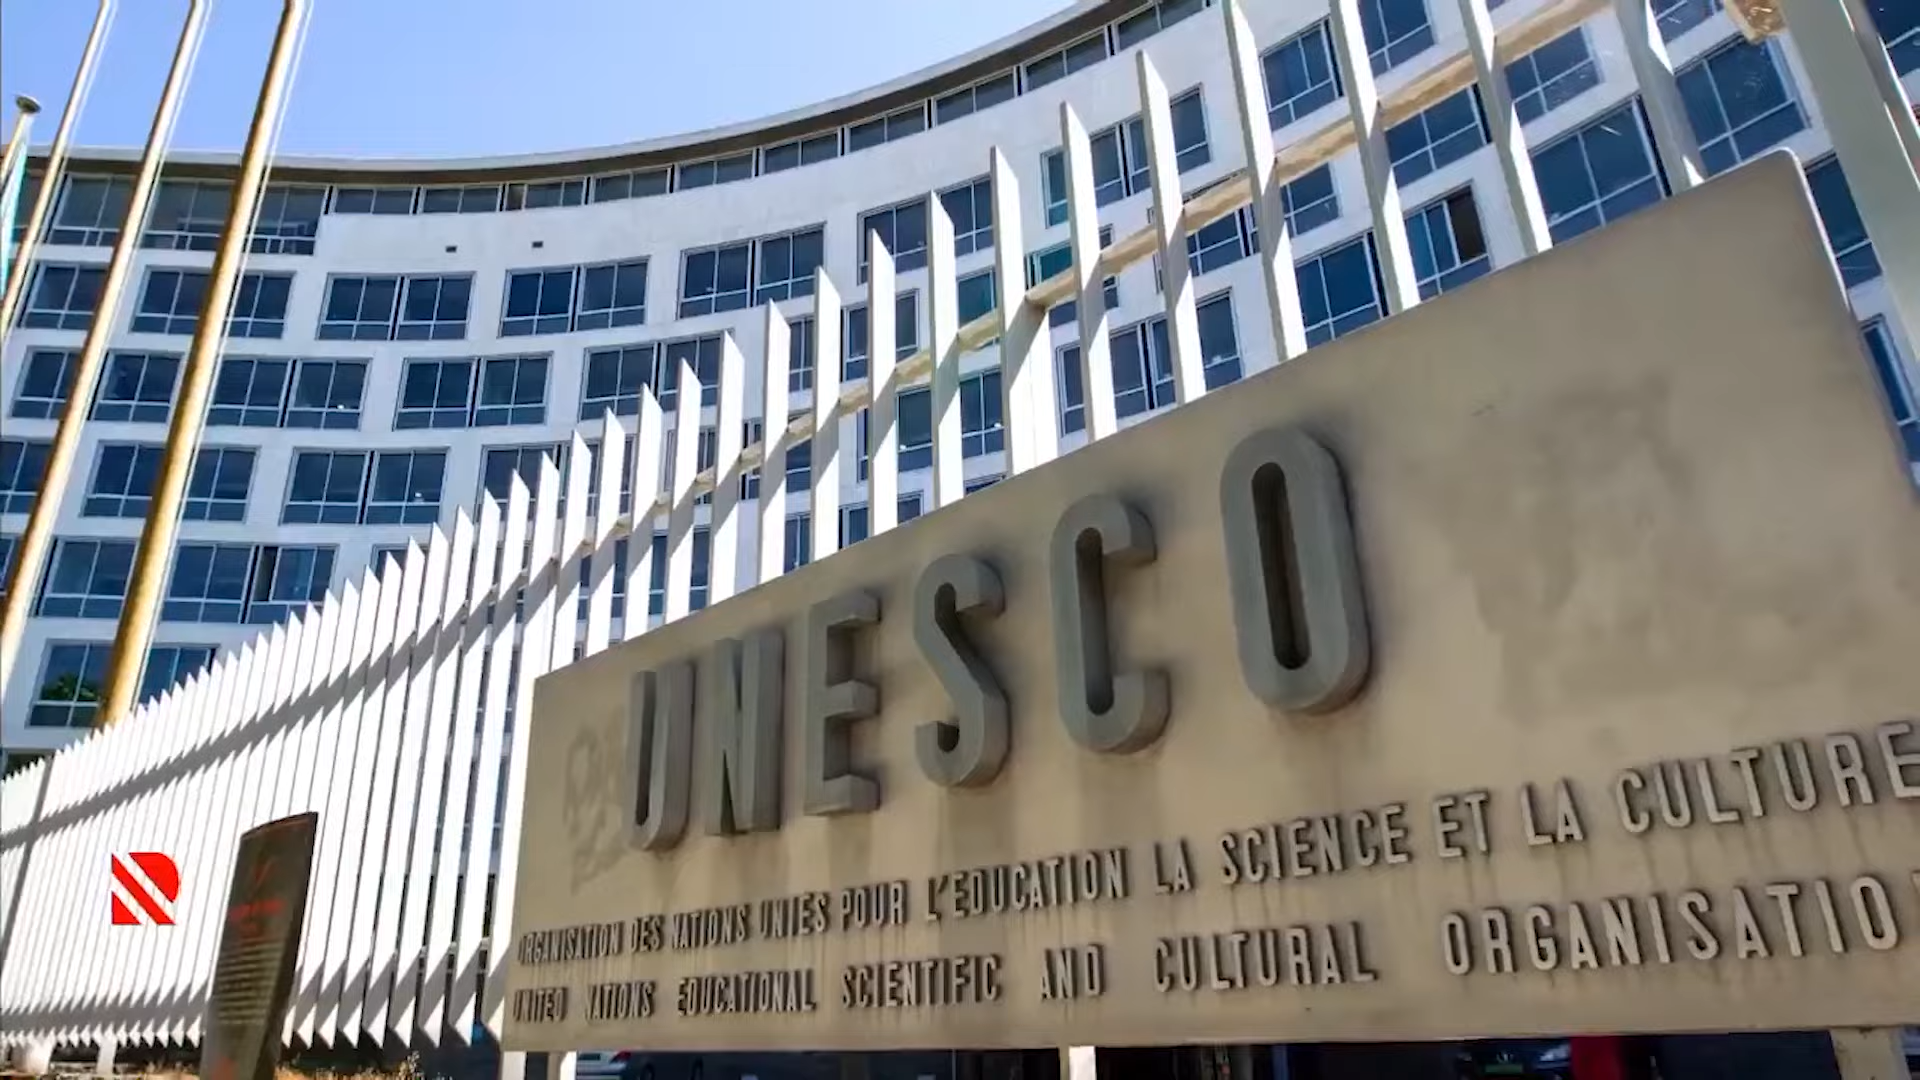 UNESCO
ORGANISATION DES NATIONS UNIES POUR L'EDUCATION LA SCIENCE ET LA CULTURE
UNITED NATIONS EDUCATIONAL SCIENTIFIC AND CULTURAL ORGANISATIO